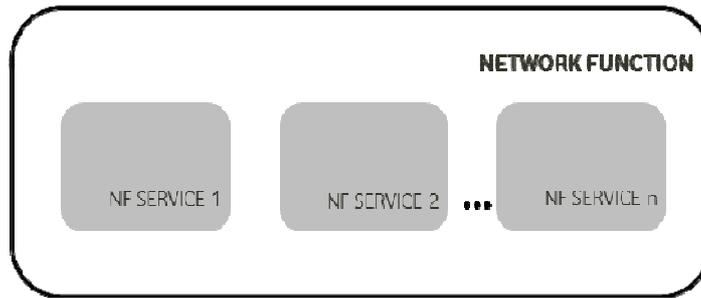 NETWORK FUNCTION
NF SERVICE 1
NF SERVICE 2
...
NF SERVICE n